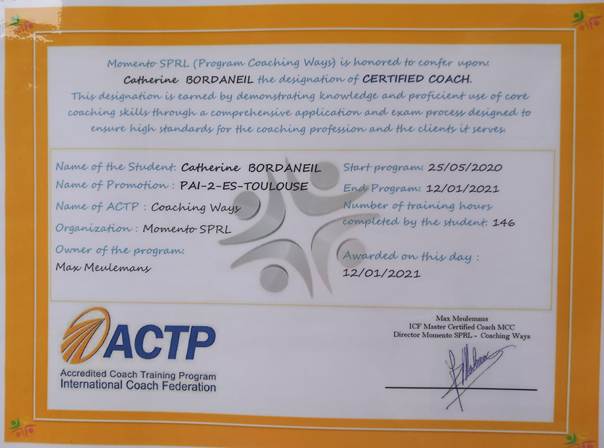 Momento SPRL (Program Coaching Ways) is honored to confer upon:
Catherine BORDANEIL the designation of CERTIFIED COACH.
This designation is earned by demonstrating knowledge and proficient use of core
coaching skills through a comprehensive application and exam process designed to
ensure high standards for the coaching profession and the clients it serves.
Name of the Student: Catherine BORDANEIL
Name of Promotion : PAI-2-ES-TOULOUSE
Name of ACTP : Coaching Ways
Organization : Momento SPRL
Owner of the program:
Max Meulemans
Start program: 25/05/2020
End Program: 12/01/2021
Number of training hours
completed by the student: 146
Awarded on this day :
12/01/2021
ACTP
Accredited Coach Training Program
International Coach Federation
Max Meulemans
ICF Master Certified Coach MCC
Director Momento SPRL - Coaching Ways